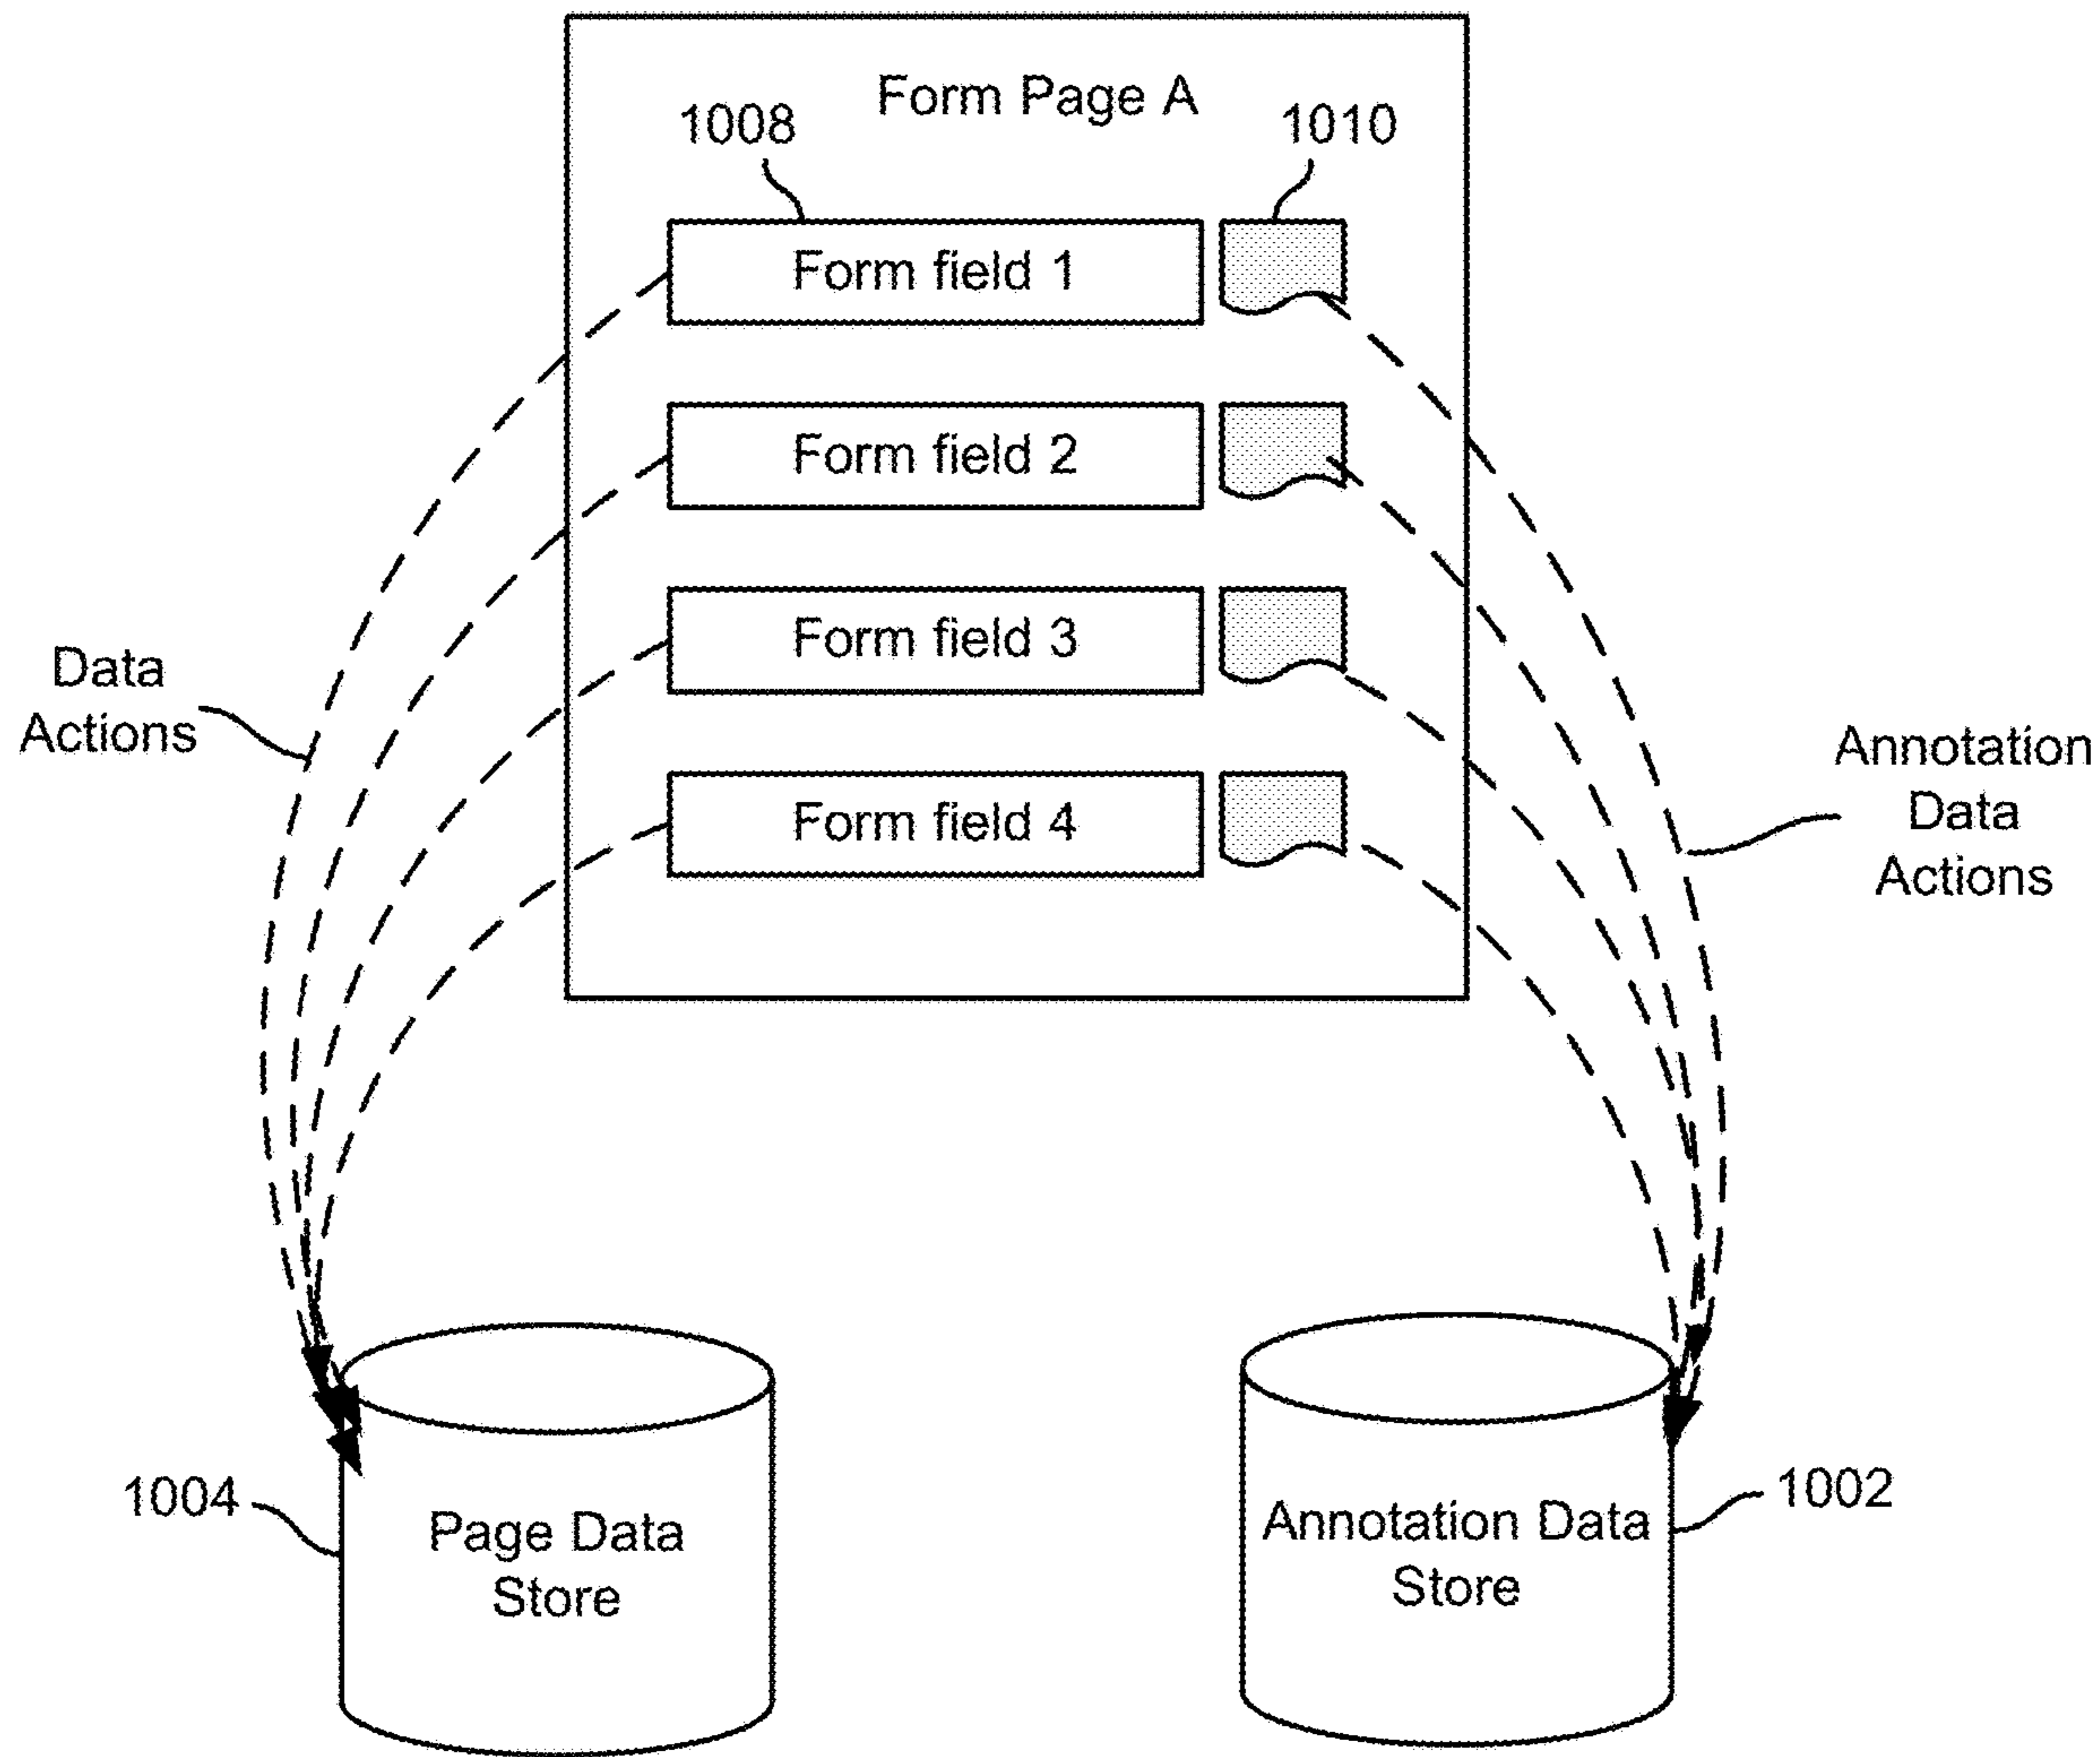 Form Page A
1008
1010
Form field 1
Form field 2
Form field 3
Form field 4
Data
Actions
Annotation
Data
Actions
1004
Page Data
Store
Annotation Data
Store
1002